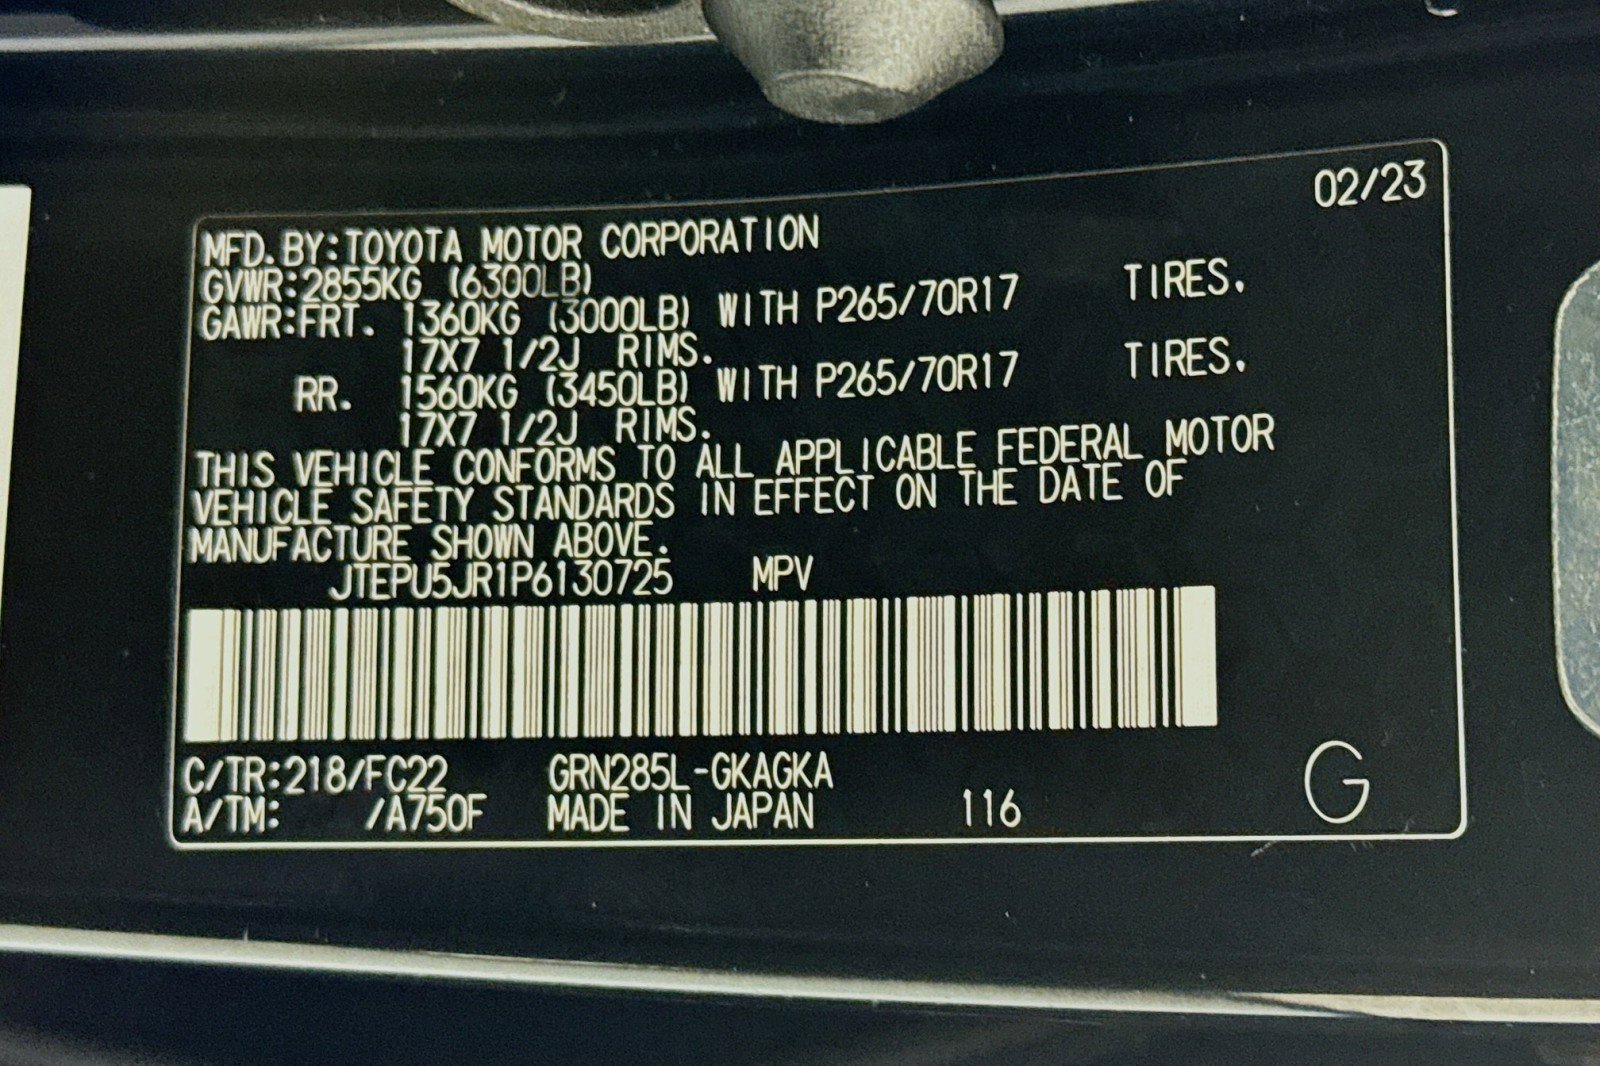 02/23
MFD.BY:TOYOTA MOTOR CORPORATION
GVWR:2855KG (6300LB)
GAWR:FRT. 1360KG (3000LB) WITH P265/70R17 TIRES.
17X7 1/2J RIMS.
RR. 1560KG (3450LB) WITH P265/70R17 TIRES.
17X7 1/2J RIMS.
THIS VEHICLE CONFORMS TO ALL APPLICABLE FEDERAL MOTOR
VEHICLE SAFETY STANDARDS IN EFFECT ON THE DATE OF
MANUFACTURE SHOWN ABOVE.
JTEPU5JR1P6130725 MPV
C/TR:218/FC22 GRN285L-GKAGKA
A/TM: /A750F MADE IN JAPAN 116 G